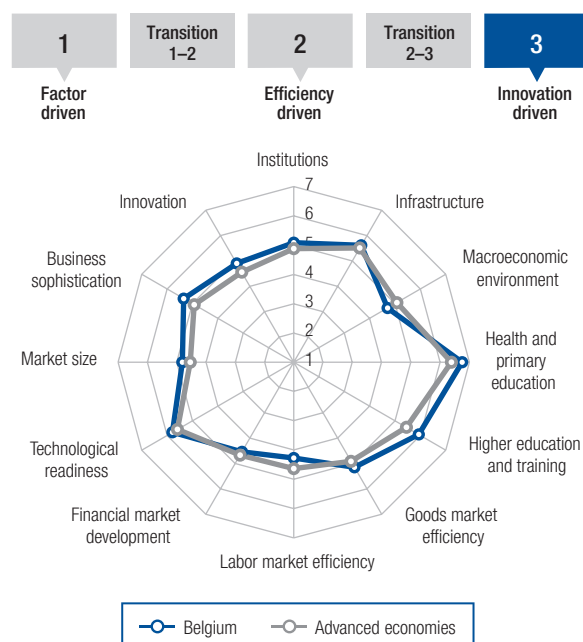 1
Transition
1–2
2
Transition
2–3
3
Factor
driven
Efficiency
driven
Innovation
driven
Institutions
7
6
5
4
3
2
1
Infrastructure
Macroeconomic
environment
Health and
primary
education
Higher education
and training
Goods market
efficiency
Labor market efficiency
Financial market
development
Technological
readiness
Market size
Business
sophistication
Innovation
Belgium
Advanced economies